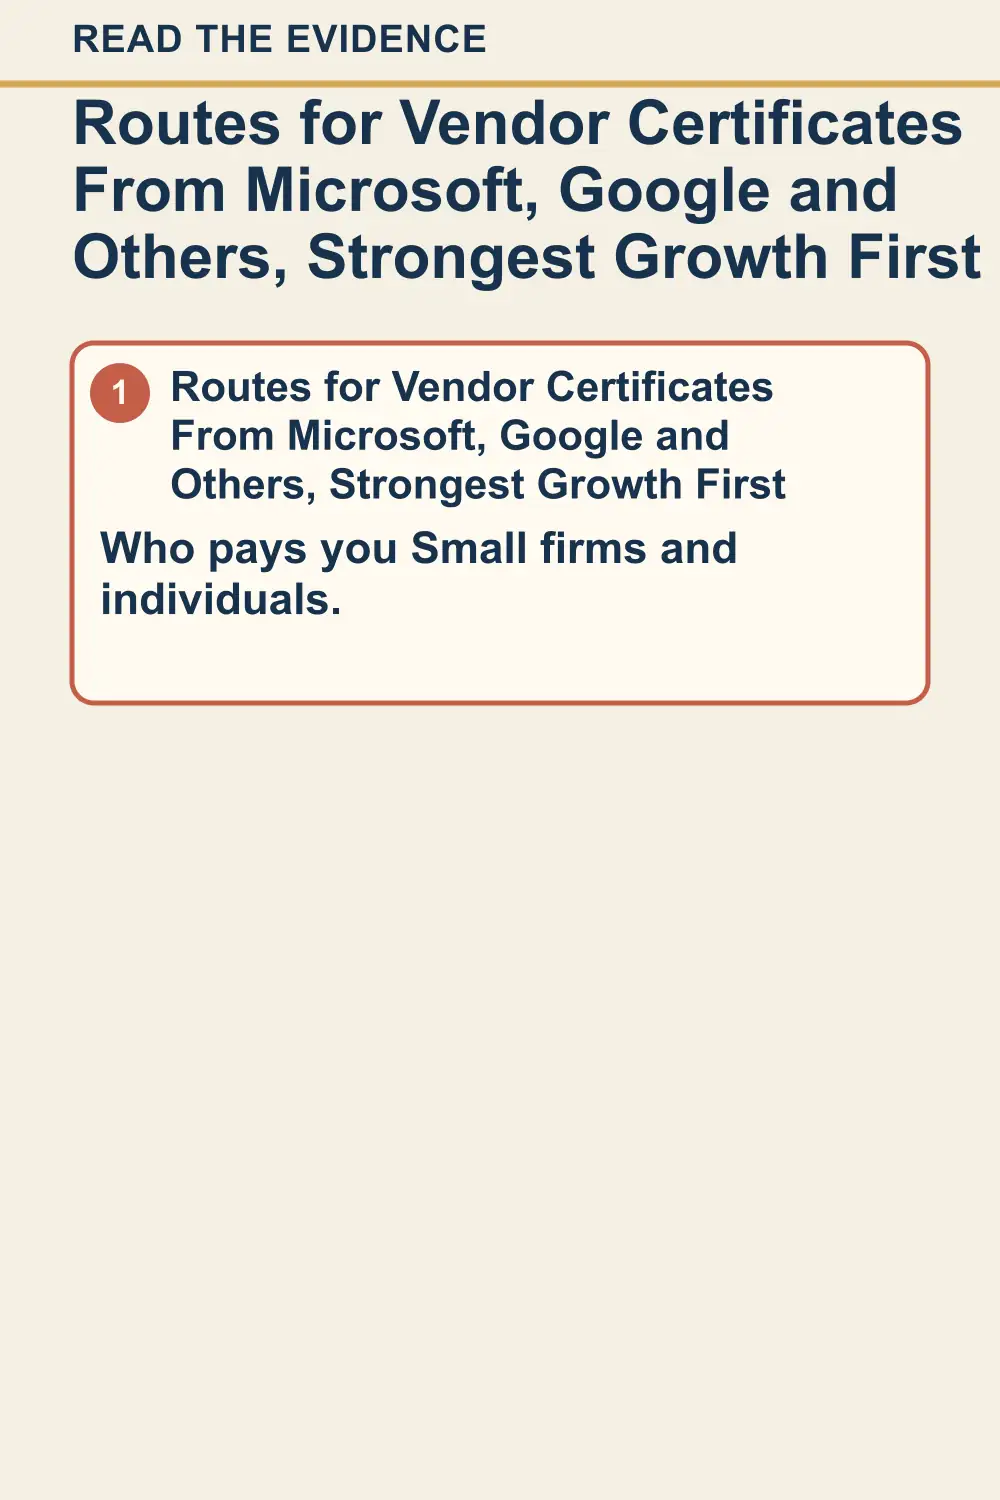 READ THE EVIDENCE
Routes for Vendor Certificates
From Microsoft, Google and
Others, Strongest Growth First
1
Routes for Vendor Certificates
From Microsoft, Google and
Others, Strongest Growth First
Who pays you Small firms and
individuals.